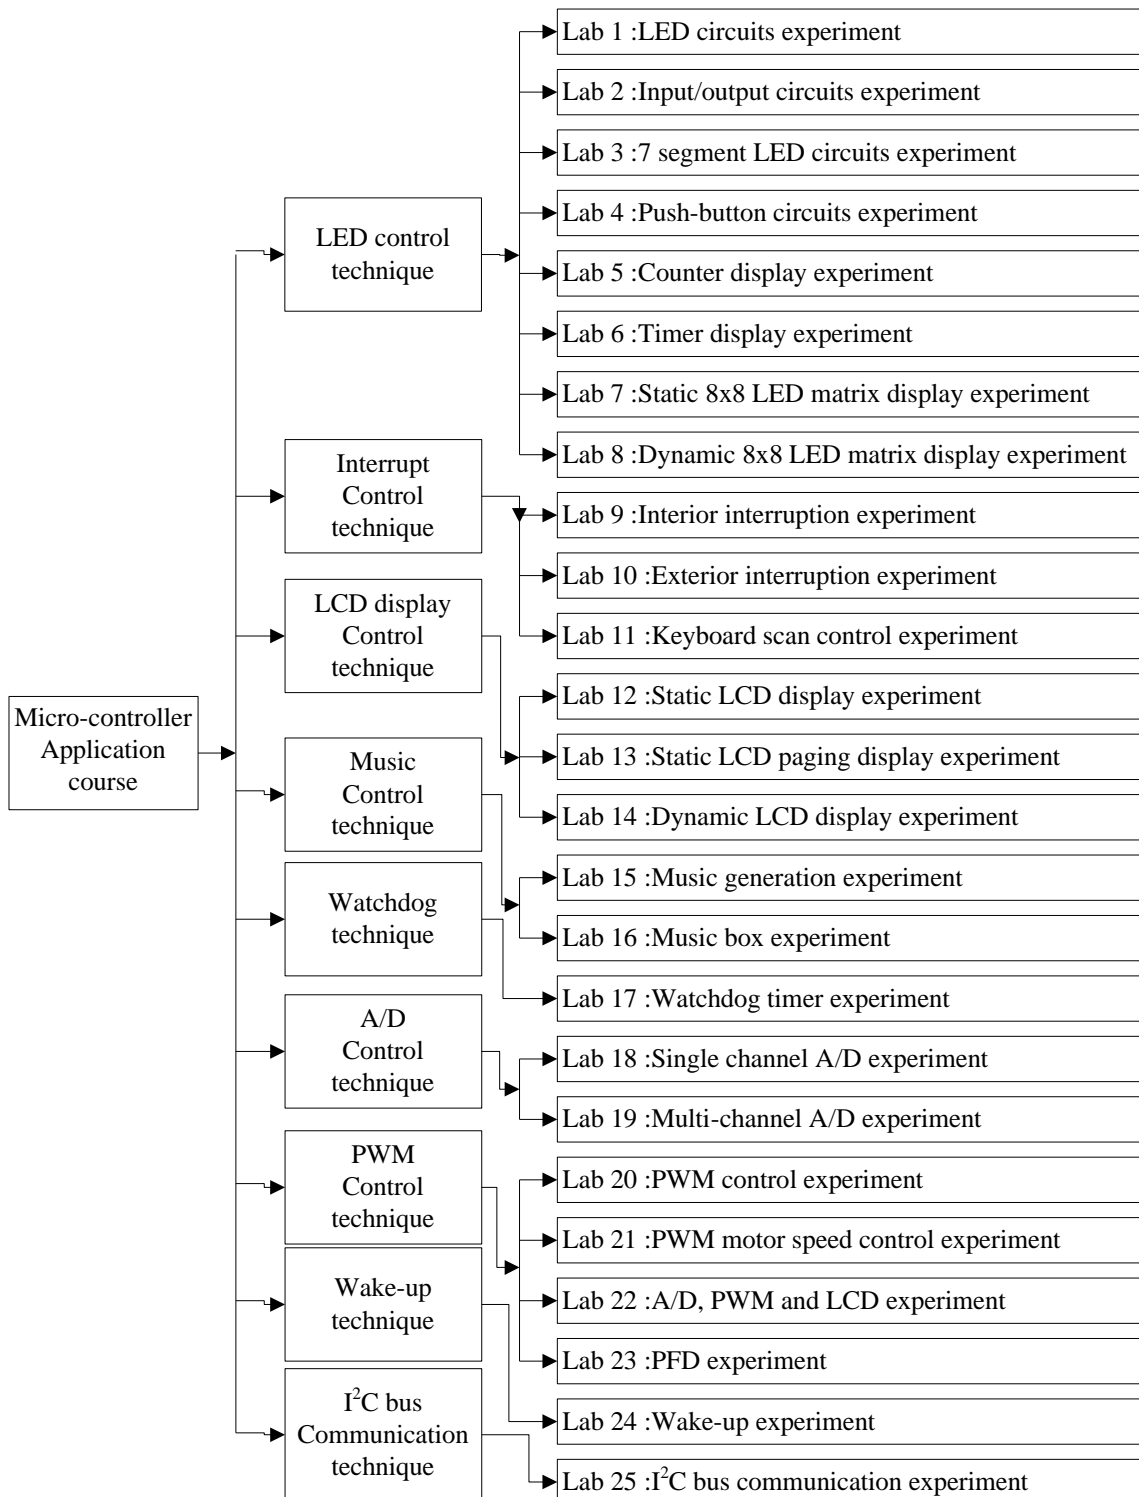 Micro-controller
Application
course
LED control
technique
Interrupt
Control
technique
LCD display
Control
technique
Music
Control
technique
Watchdog
technique
A/D
Control
technique
PWM
Control
technique
Wake-up
technique
I²C bus
Communication
technique
Lab 1 :LED circuits experiment
Lab 2 :Input/output circuits experiment
Lab 3 :7 segment LED circuits experiment
Lab 4 :Push-button circuits experiment
Lab 5 :Counter display experiment
Lab 6 :Timer display experiment
Lab 7 :Static 8x8 LED matrix display experiment
Lab 8 :Dynamic 8x8 LED matrix display experiment
Lab 9 :Interior interruption experiment
Lab 10 :Exterior interruption experiment
Lab 11 :Keyboard scan control experiment
Lab 12 :Static LCD display experiment
Lab 13 :Static LCD paging display experiment
Lab 14 :Dynamic LCD display experiment
Lab 15 :Music generation experiment
Lab 16 :Music box experiment
Lab 17 :Watchdog timer experiment
Lab 18 :Single channel A/D experiment
Lab 19 :Multi-channel A/D experiment
Lab 20 :PWM control experiment
Lab 21 :PWM motor speed control experiment
Lab 22 :A/D, PWM and LCD experiment
Lab 23 :PFD experiment
Lab 24 :Wake-up experiment
Lab 25 :I²C bus communication experiment